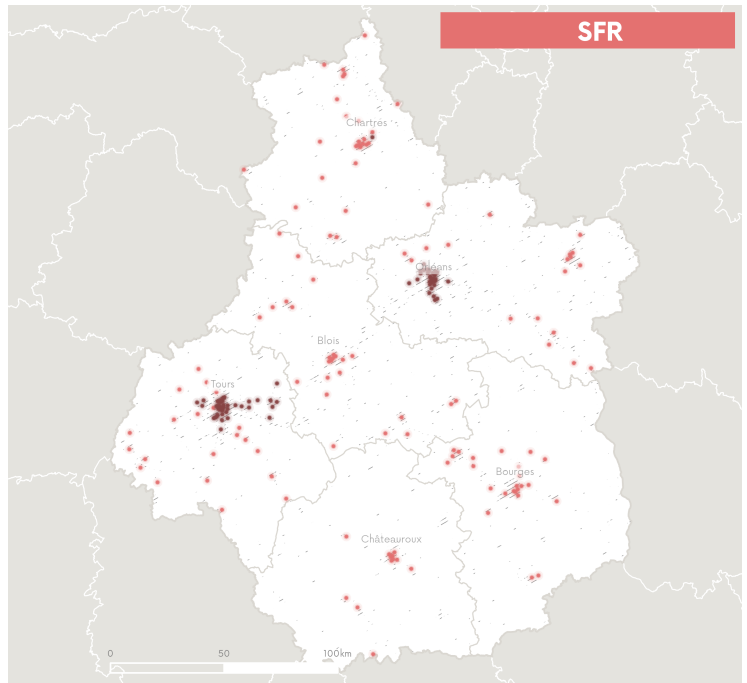 SFR
Chartres
Orléans
Blois
Tours
Bourges
Châteauroux
0 50 100km